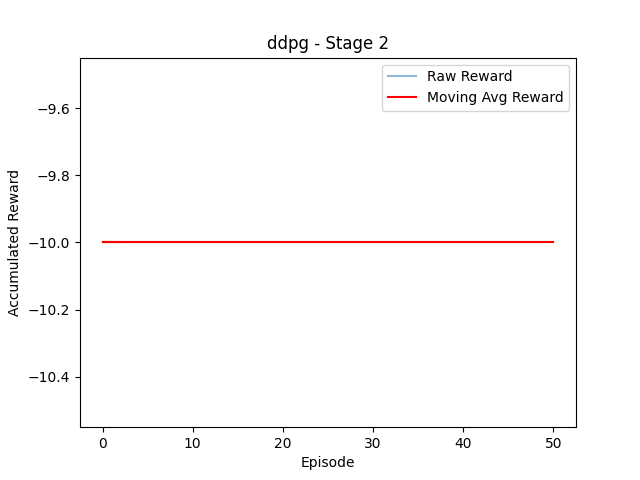 ddpg - Stage 2
Raw Reward
Moving Avg Reward
Accumulated Reward
−9.6
−9.8
−10.0
−10.2
−10.4
0 10 20 30 40 50
Episode